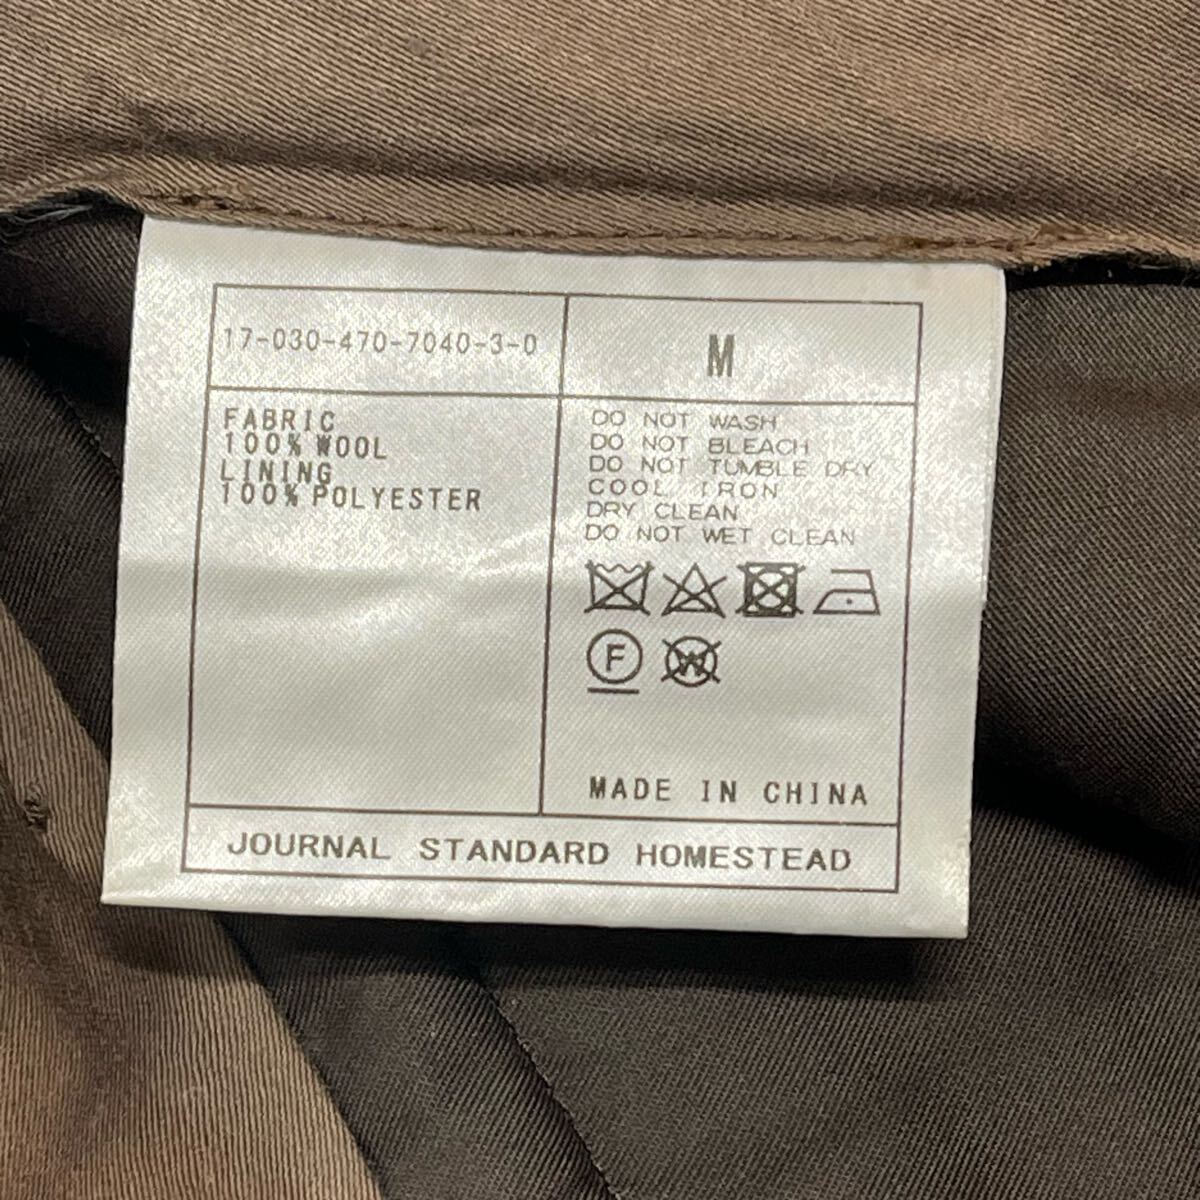 17-030-470-7040-3-0
M
FABRIC
100% WOOL
LINING
100% POLYESTER
DO NOT WASH
DO NOT BLEACH
DO NOT TUMBLE DRY
COOL IRON
DRY CLEAN
DO NOT WET CLEAN
F W
MADE IN CHINA
JOURNAL STANDARD HOMESTEAD